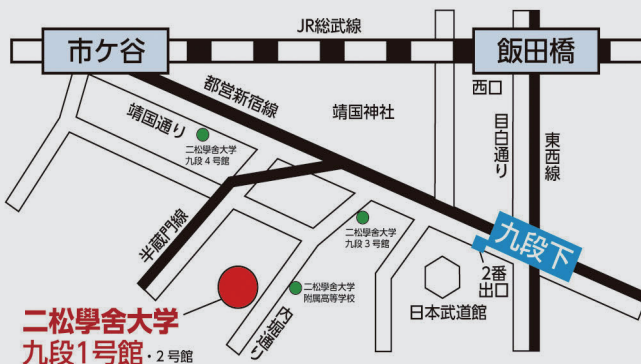 JR総武線
市ケ谷
飯田橋
西口
都営新宿線
靖国神社
靖国通り
目白通り
東西線
二松學舍大学
九段4号館
半蔵門線
二松學舍大学
九段3号館
九段下
2番
出口
二松學舍大学
附属高等学校
日本武道館
内堀通り
二松學舍大学
九段1号館・2号館